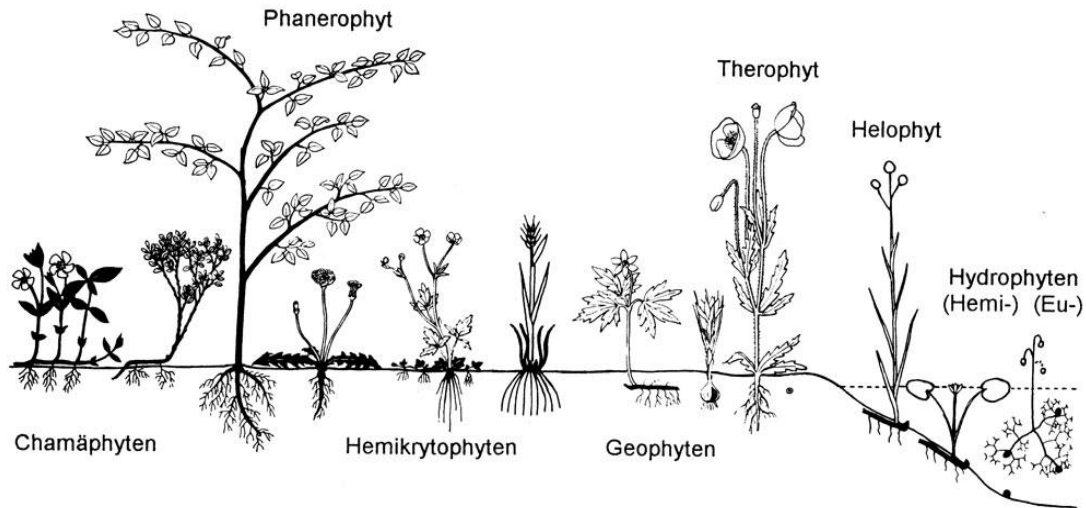 Phanerophyt
Therophyt
Helophyt
Hydrophyten
(Hemi-) (Eu-)
Chamäphyten
Hemikrytophyten
Geophyten